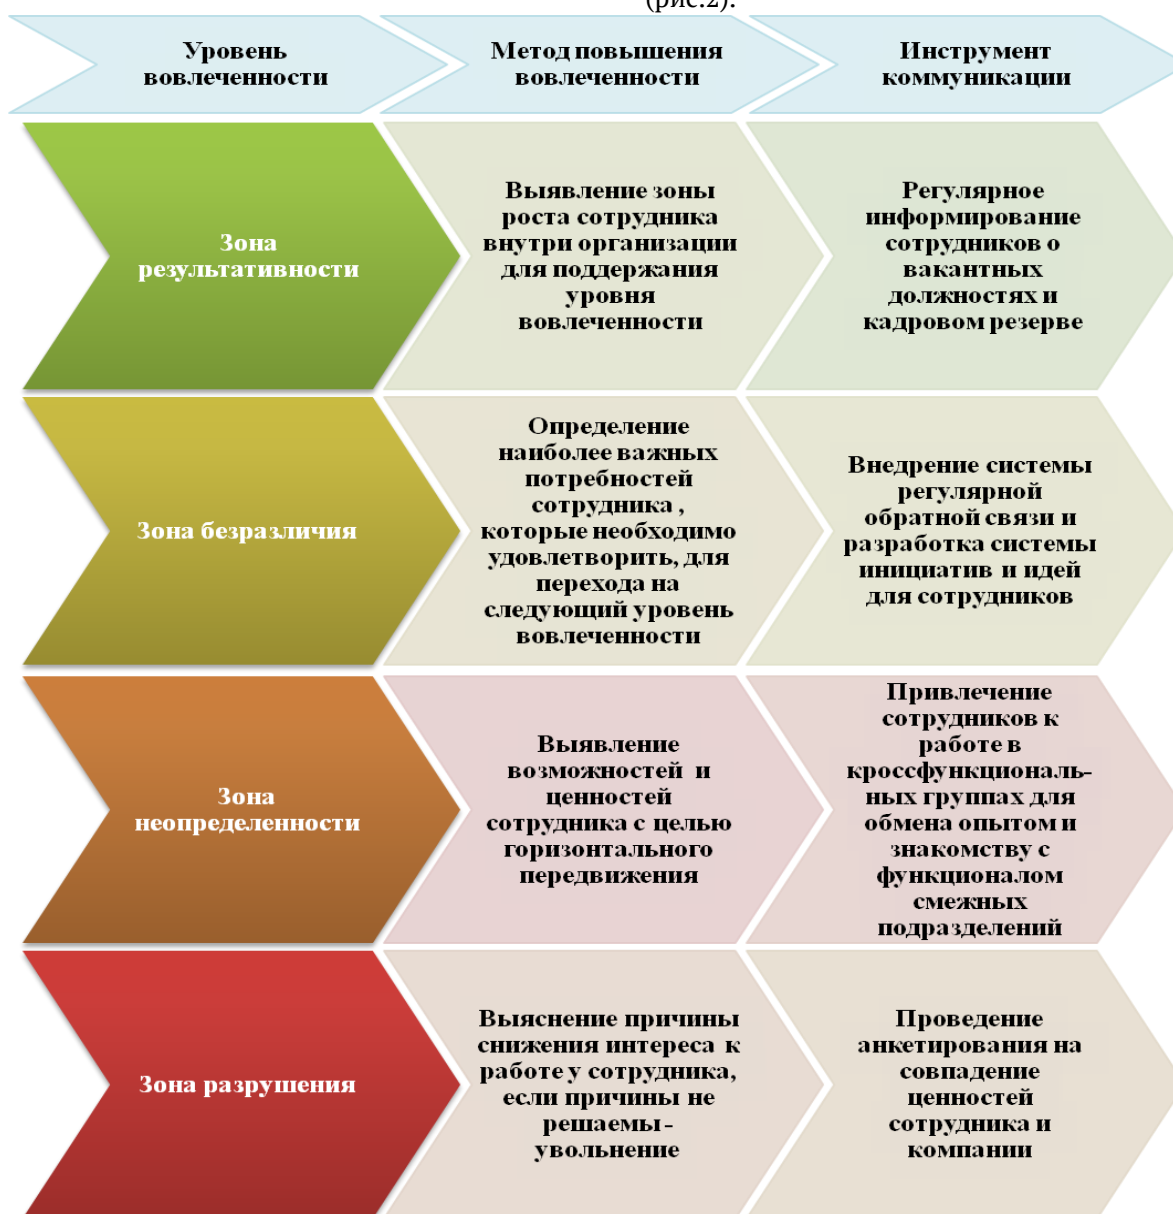 (рис.2).
Уровень
вовлеченности
Метод повышения
вовлеченности
Инструмент
коммуникации
Зона
результативности
Выявление зоны
роста сотрудника
внутри организации
для поддержания
уровня
вовлеченности
Регулярное
информирование
сотрудников о
вакантных
должностях и
кадровом резерве
Зона безразличия
Определение
наиболее важных
потребностей
сотрудника ,
которые необходимо
удовлетворить, для
перехода на
следующий уровень
вовлеченности
Внедрение системы
регулярной
обратной связи и
разработка системы
инициатив и идей
для сотрудников
Зона
неопределенности
Выявление
возможностей и
ценностей
сотрудника с целью
горизонтального
передвижения
Привлечение
сотрудников к
работе в
кроссфункциональ-
ных группах для
обмена опытом и
знакомству с
функционалом
смежных
подразделений
Зона разрушения
Выяснение причины
снижения интереса к
работе у сотрудника,
если причины не
решаемы -
увольнение
Проведение
анкетирования на
совпадение
ценностей
сотрудника и
компании